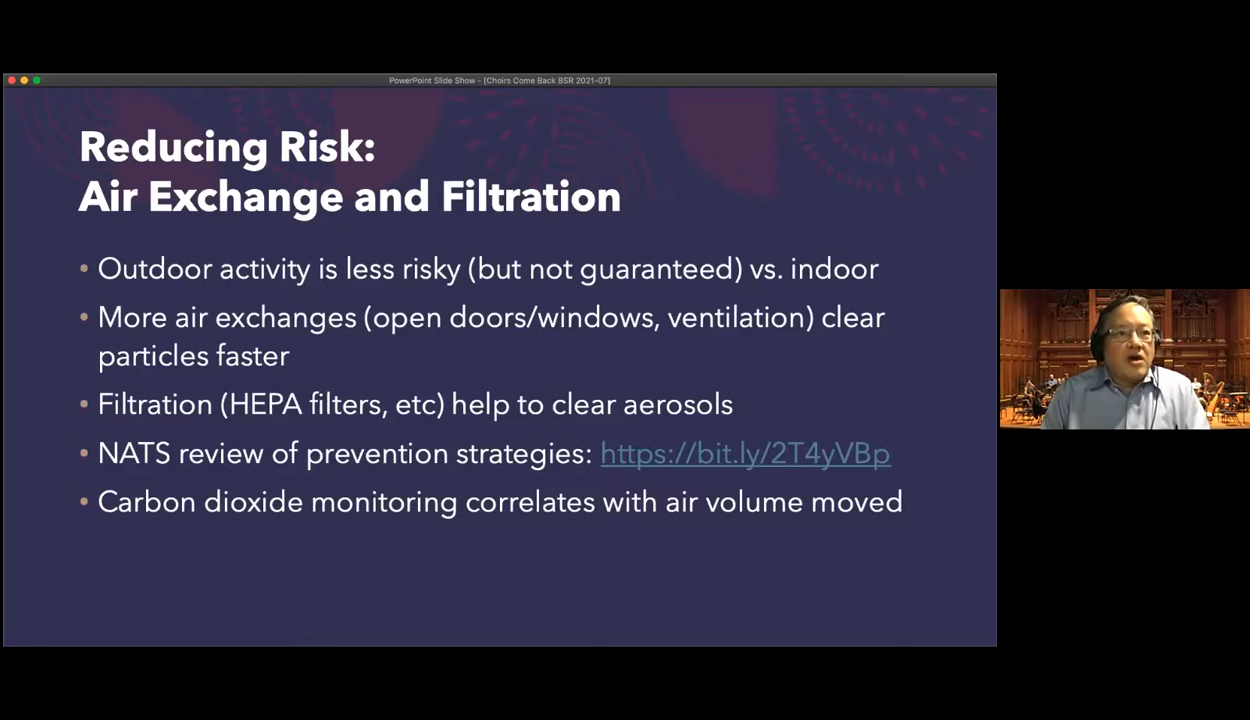 PowerPoint Slide Show - [Choirs Come Back BSR 2021-07]
Reducing Risk:
Air Exchange and Filtration
• Outdoor activity is less risky (but not guaranteed) vs. indoor
• More air exchanges (open doors/windows, ventilation) clear
particles faster
• Filtration (HEPA filters, etc) help to clear aerosols
• NATS review of prevention strategies: https://bit.ly/2T4yVBp
• Carbon dioxide monitoring correlates with air volume moved